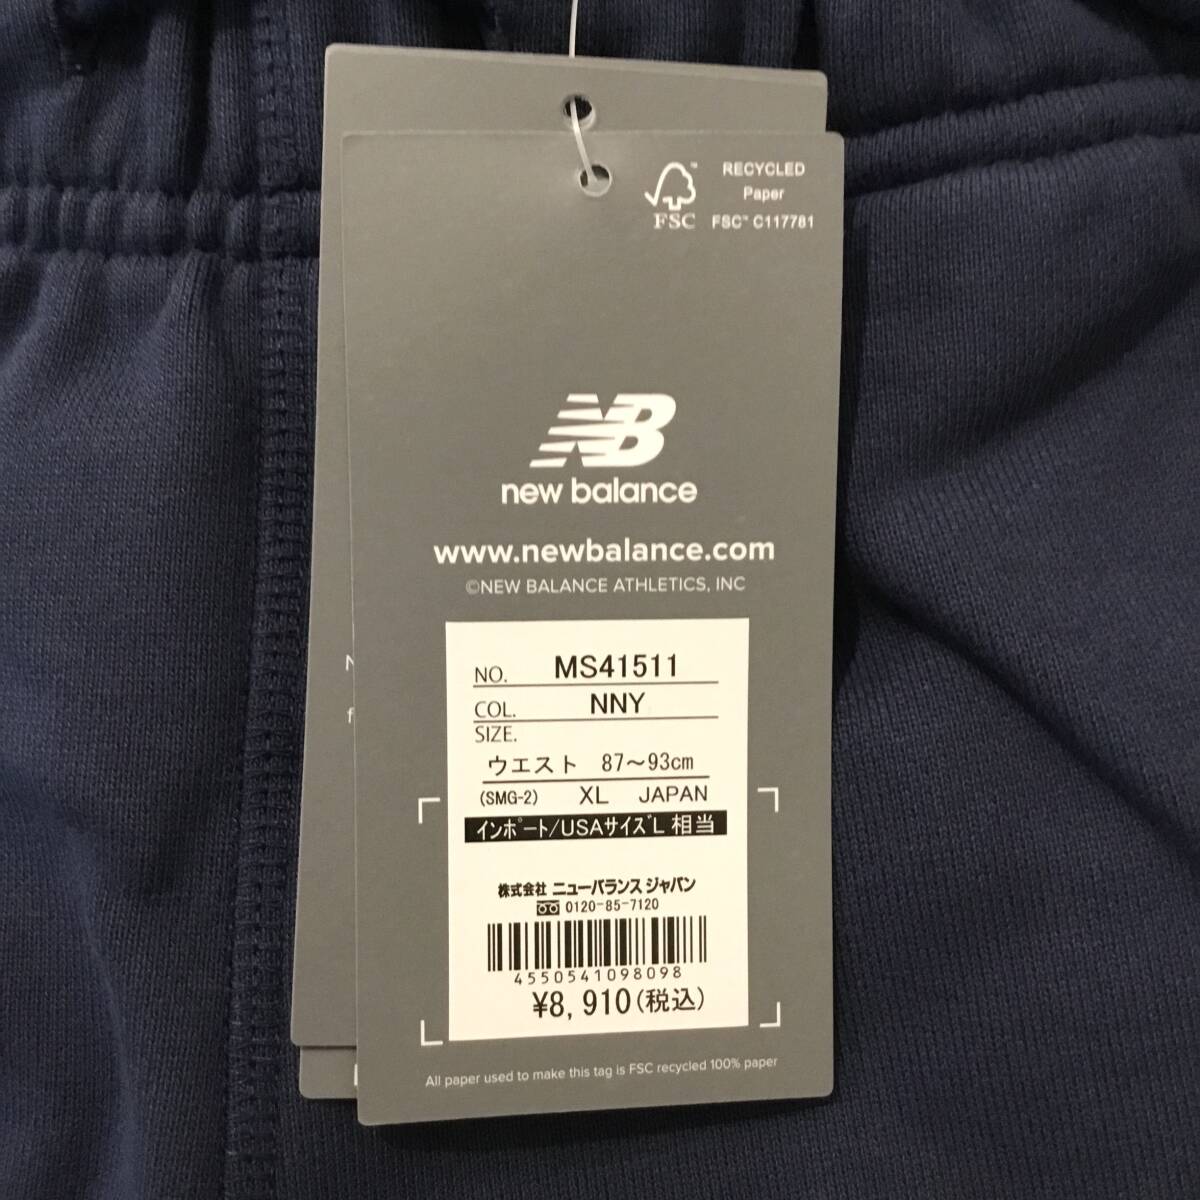 RECYCLED
Paper
FSC™ C117781
FSC
NB
new balance
www.newbalance.com
©NEW BALANCE ATHLETICS, INC
NO. MS41511
COL. NNY
SIZE.
ウエスト 87～93cm
(SMG-2) XL JAPAN
インポート/USAサイズL 相当
株式会社 ニューバランス ジャパン
0120-85-7120
4550541098098
¥8,910(税込)
All paper used to make this tag is FSC recycled 100% paper